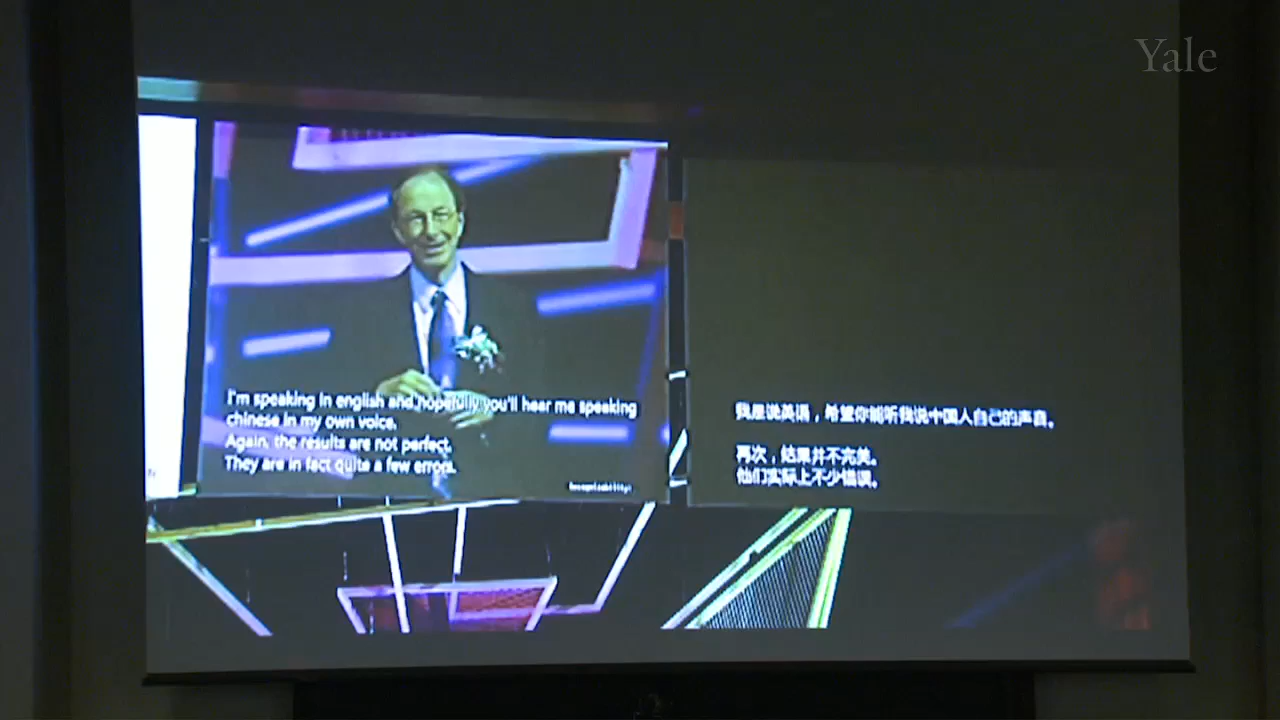 Yale
I'm speaking in english and hopefully you'll hear me speaking
chinese in my own voice.
Again, the results are not perfect.
They are in fact quite a few errors.
我是说英语，希望你能听我说中国人自己的声音。
再次，结果并不完美。
他们实际上不少错误。